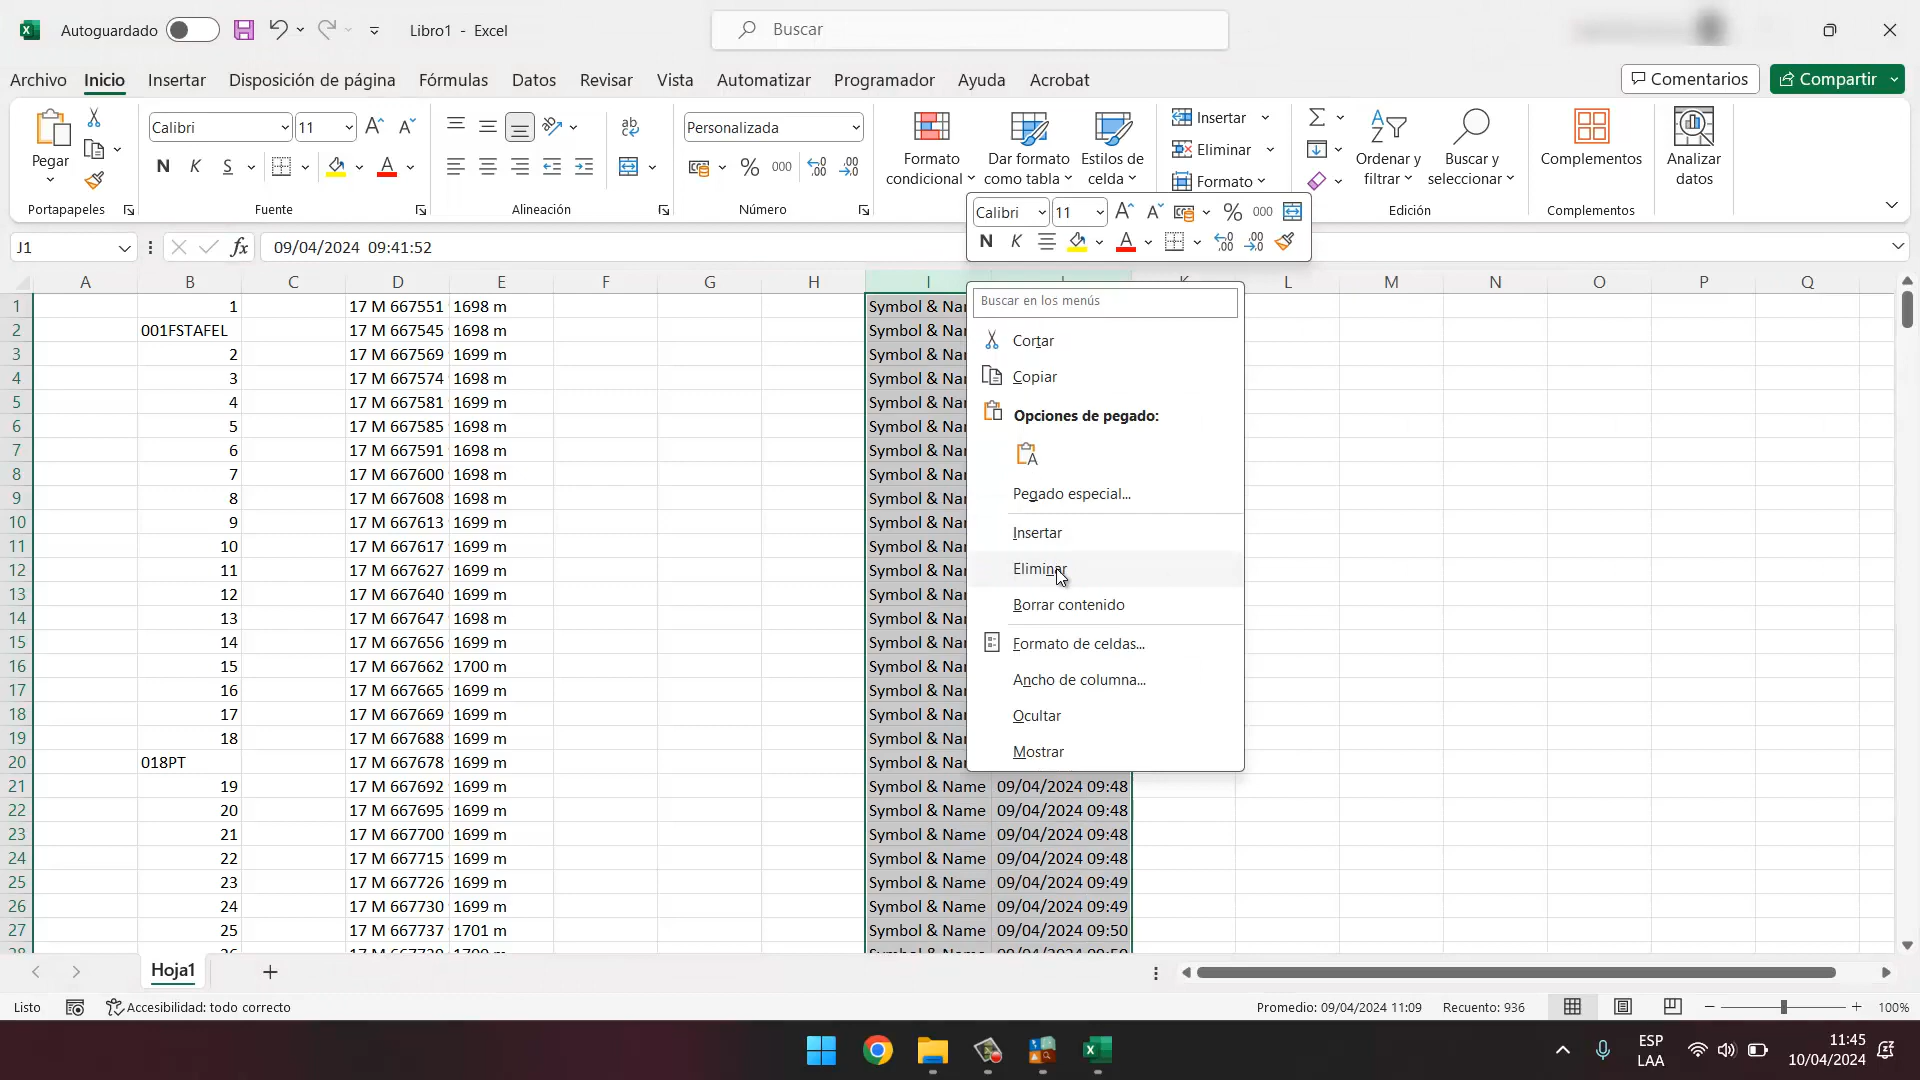 Autoguardado Libro1 - Excel Buscar
Archivo Inicio Insertar Disposición de página Fórmulas Datos Revisar Vista Automatizar Programador Ayuda Acrobat Comentarios Compartir
Calibri 11 Personalizada Insertar
Pegar N K S 000 Formato condicional Dar formato como tabla Estilos de celda Eliminar Ordenar y filtrar Buscar y seleccionar Complementos Analizar datos
Formato
Portapapeles Fuente Alineación Número Edición Complementos
Calibri 11 % 000
N K A
J1 fx 09/04/2024 09:41:52
A B C D E F G H I K L M N O P Q
1 1 17 M 667551 1698 m Symbol & Nar
2 001FSTAFEL 17 M 667545 1698 m Symbol & Nar
3 2 17 M 667569 1699 m Symbol & Nar
4 3 17 M 667574 1698 m Symbol & Nar
5 4 17 M 667581 1699 m Symbol & Nar
6 5 17 M 667585 1698 m Symbol & Nar
7 6 17 M 667591 1698 m Symbol & Nar
8 7 17 M 667600 1698 m Symbol & Nar
9 8 17 M 667608 1698 m Symbol & Nar
10 9 17 M 667613 1699 m Symbol & Nar
11 10 17 M 667617 1699 m Symbol & Nar
12 11 17 M 667627 1699 m Symbol & Nar
13 12 17 M 667640 1699 m Symbol & Nar
14 13 17 M 667647 1698 m Symbol & Nar
15 14 17 M 667656 1699 m Symbol & Nar
16 15 17 M 667662 1700 m Symbol & Nar
17 16 17 M 667665 1699 m Symbol & Nar
18 17 17 M 667669 1699 m Symbol & Nar
19 18 17 M 667688 1699 m Symbol & Nar
20 018PT 17 M 667678 1699 m Symbol & Nar
21 19 17 M 667692 1699 m Symbol & Name 09/04/2024 09:48
22 20 17 M 667695 1699 m Symbol & Name 09/04/2024 09:48
23 21 17 M 667700 1699 m Symbol & Name 09/04/2024 09:48
24 22 17 M 667715 1699 m Symbol & Name 09/04/2024 09:48
25 23 17 M 667726 1699 m Symbol & Name 09/04/2024 09:49
26 24 17 M 667730 1699 m Symbol & Name 09/04/2024 09:49
27 25 17 M 667737 1701 m Symbol & Name 09/04/2024 09:50
Buscar en los menús
Cortar
Copiar
Opciones de pegado:
Pegado especial...
Insertar
Eliminar
Borrar contenido
Formato de celdas...
Ancho de columna...
Ocultar
Mostrar
Hoja1
Listo Accesibilidad: todo correcto Promedio: 09/04/2024 11:09 Recuento: 936 100%
ESP 11:45
LAA 10/04/2024